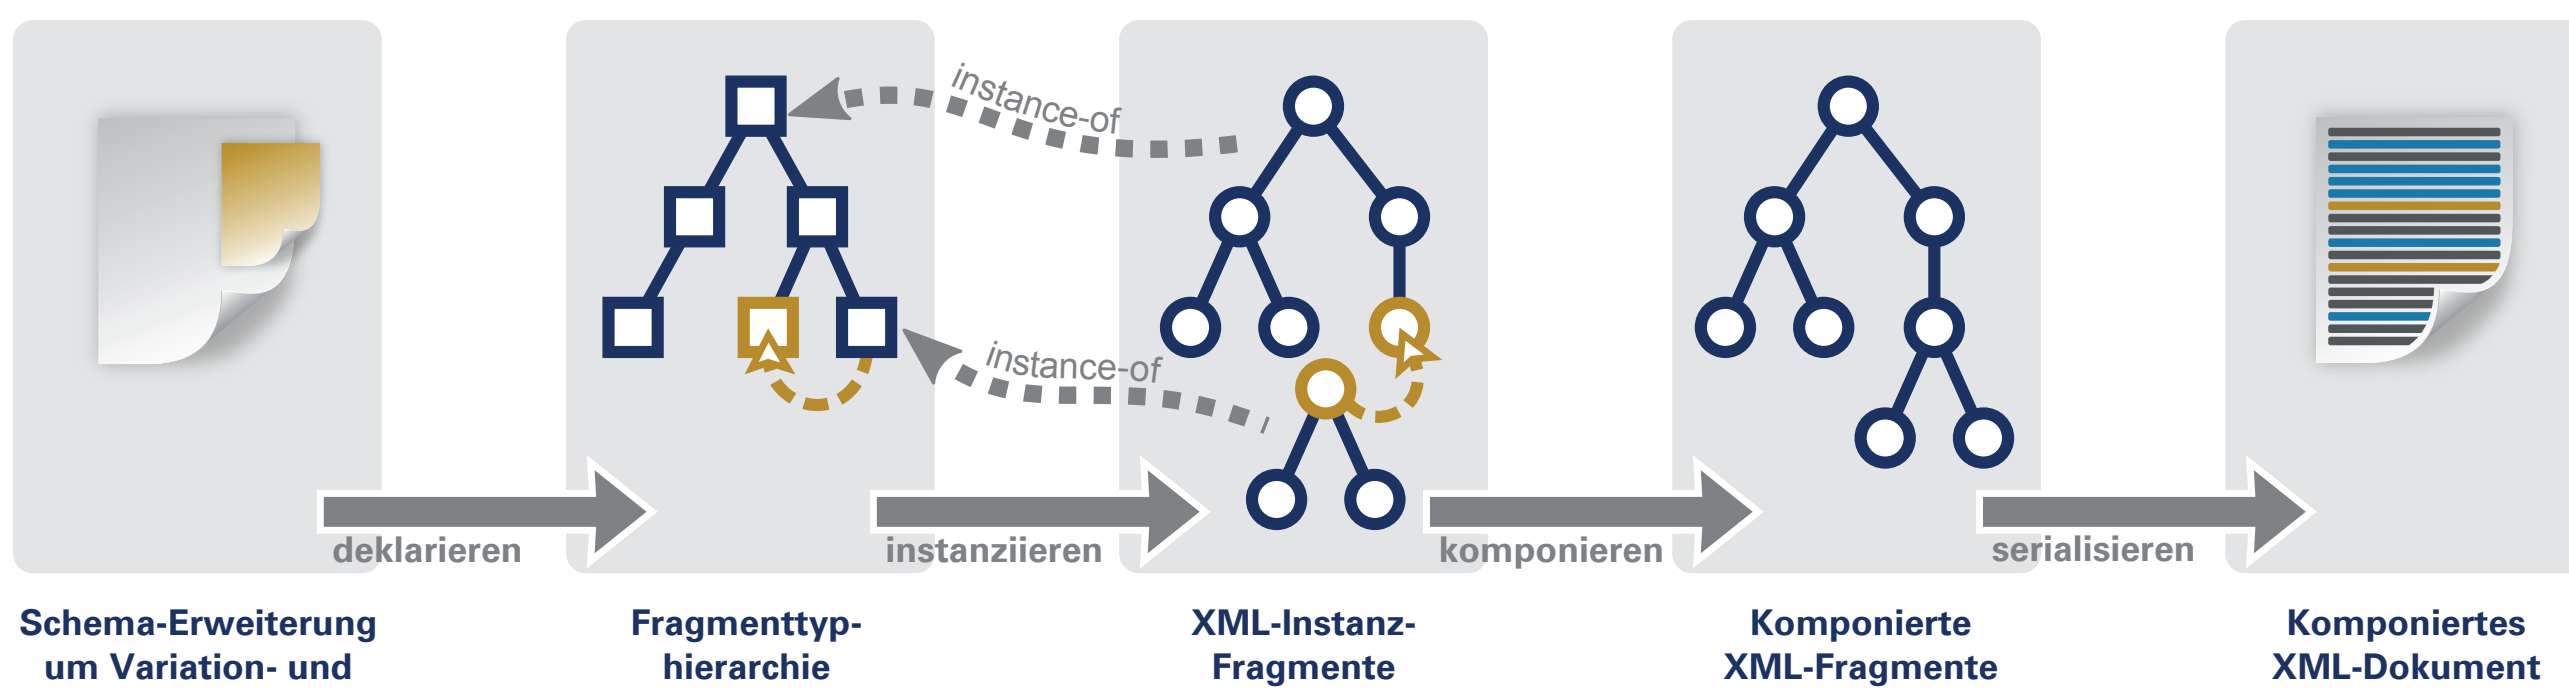 instance-of
instance-of
deklarieren
instanziieren
komponieren
serialisieren
Schema-Erweiterung
um Variation- und
Fragmenttyp-
hierarchie
XML-Instanz-
Fragmente
Komponierte
XML-Fragmente
Komponiertes
XML-Dokument